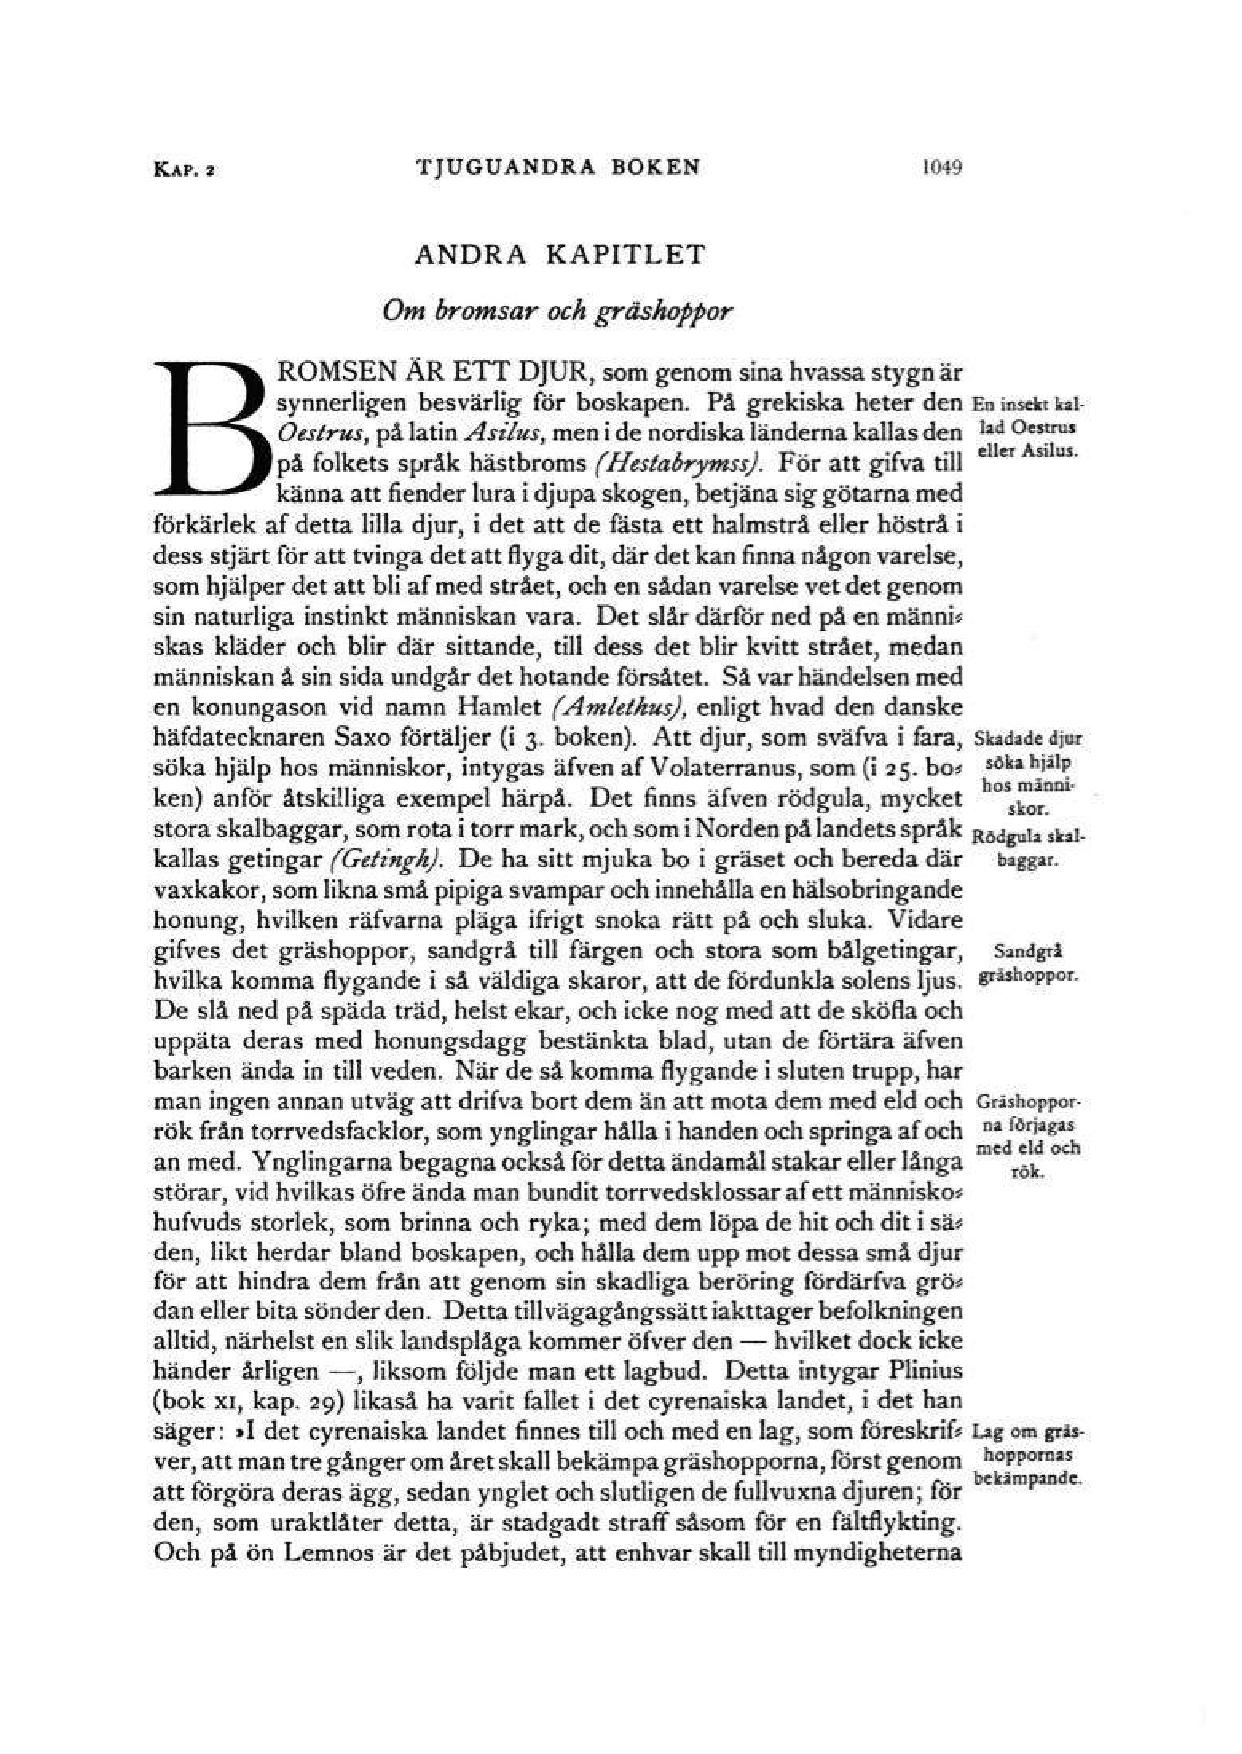 KAP. 2 TJUGUANDRA BOKEN 1049
ANDRA KAPITLET
Om bromsar och gräshoppor
BROMSEN ÄR ETT DJUR, som genom sina hvassa stygn är
synnerligen besvärlig för boskapen. På grekiska heter den
Oestrus, på latin Asilus, men i de nordiska länderna kallas den
på folkets språk hästbroms (Hestabrymss). För att gifva till
känna att fiender lura i djupa skogen, betjäna sig götarna med
förkärlek af detta lilla djur, i det att de fästa ett halmstrå eller höstrå i
dess stjärt för att tvinga det att flyga dit, där det kan finna någon varelse,
som hjälper det att bli af med strået, och en sådan varelse vet det genom
sin naturliga instinkt människan vara. Det slår därför ned på en männi⸗
skas kläder och blir där sittande, till dess det blir kvitt strået, medan
människan å sin sida undgår det hotande försåtet. Så var händelsen med
en konungason vid namn Hamlet (Amlethus), enligt hvad den danske
häfdatecknaren Saxo förtäljer (i 3. boken). Att djur, som sväfva i fara,
söka hjälp hos människor, intygas äfven af Volaterranus, som (i 25. bo⸗
ken) anför åtskilliga exempel härpå. Det finns äfven rödgula, mycket
stora skalbaggar, som rota i torr mark, och som i Norden på landets språk
kallas getingar (Getingh). De ha sitt mjuka bo i gräset och bereda där
vaxkakor, som likna små pipiga svampar och innehålla en hälsobringande
honung, hvilken räfvarna pläga ifrigt snoka rätt på och sluka. Vidare
gifves det gräshoppor, sandgrå till färgen och stora som bålgetingar,
hvilka komma flygande i så väldiga skaror, att de fördunkla solens ljus.
De slå ned på späda träd, helst ekar, och icke nog med att de sköfla och
uppäta deras med honungsdagg bestänkta blad, utan de förtära äfven
barken ända in till veden. När de så komma flygande i sluten trupp, har
man ingen annan utväg att drifva bort dem än att mota dem med eld och
rök från torrvedsfacklor, som ynglingar hålla i handen och springa af och
an med. Ynglingarna begagna också för detta ändamål stakar eller långa
störar, vid hvilkas öfre ända man bundit torrvedsklossar af ett människo⸗
hufvuds storlek, som brinna och ryka; med dem löpa de hit och dit i sä⸗
den, likt herdar bland boskapen, och hålla dem upp mot dessa små djur
för att hindra dem från att genom sin skadliga beröring fördärfva grö⸗
dan eller bita sönder den. Detta tillvägagångssätt iakttager befolkningen
alltid, närhelst en slik landsplåga kommer öfver den — hvilket dock icke
händer årligen —, liksom följde man ett lagbud. Detta intygar Plinius
(bok XI, kap. 29) likaså ha varit fallet i det cyrenaiska landet, i det han
säger: »I det cyrenaiska landet finnes till och med en lag, som föreskrif⸗
ver, att man tre gånger om året skall bekämpa gräshopporna, först genom
att förgöra deras ägg, sedan ynglet och slutligen de fullvuxna djuren; för
den, som uraktlåter detta, är stadgadt straff såsom för en fältflykting.
Och på ön Lemnos är det påbjudet, att enhvar skall till myndigheterna
En insekt kal-
lad Oestrus
eller Asilus.
Skadade djur
söka hjälp
hos männi-
skor.
Rödgula skal-
baggar.
Sandgrå
gräshoppor.
Gräshoppor-
na förjagas
med eld och
rök.
Lag om gräs-
hoppornas
bekämpande.